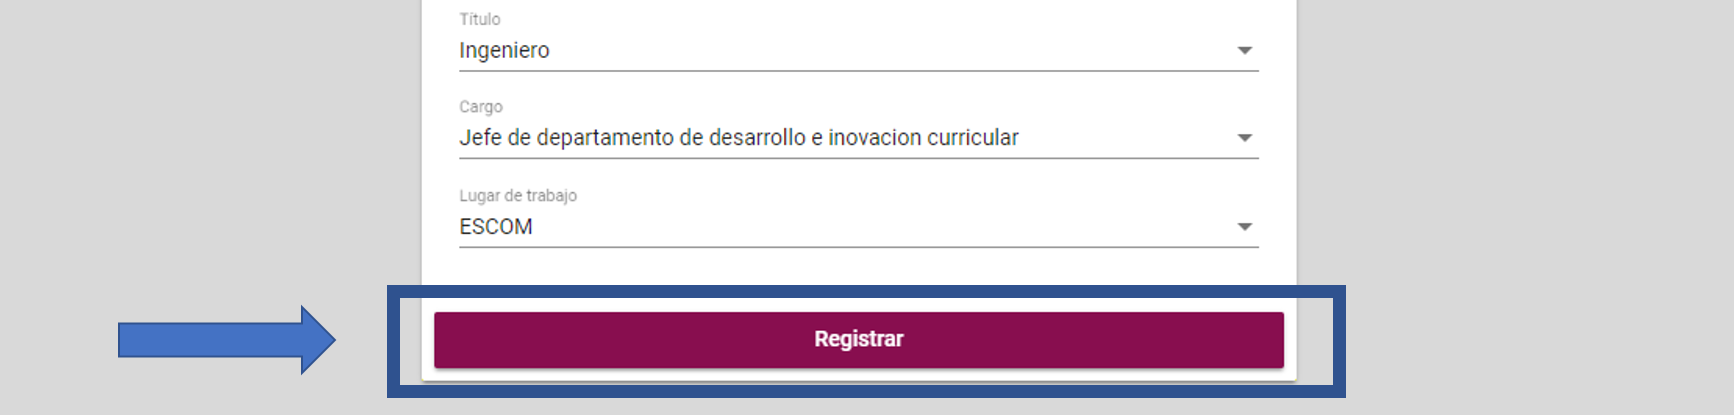 Título
Ingeniero
Cargo
Jefe de departamento de desarrollo e inovacion curricular
Lugar de trabajo
ESCOM
Registrar